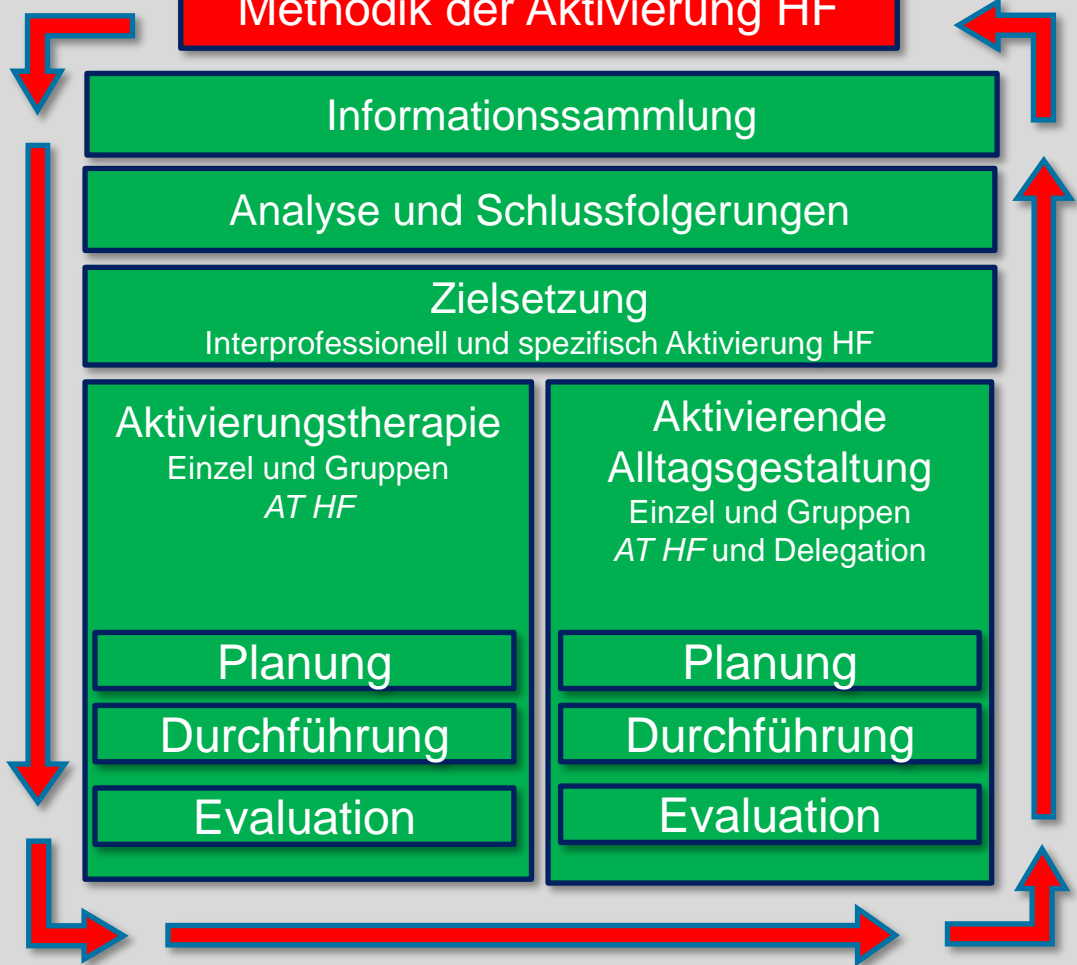 Methodik der Aktivierung HF
Informationssammlung
Analyse und Schlussfolgerungen
Zielsetzung
Interprofessionell und spezifisch Aktivierung HF
Aktivierungstherapie
Einzel und Gruppen
AT HF
Planung
Durchführung
Evaluation
Aktivierende
Alltagsgestaltung
Einzel und Gruppen
AT HF und Delegation
Planung
Durchführung
Evaluation